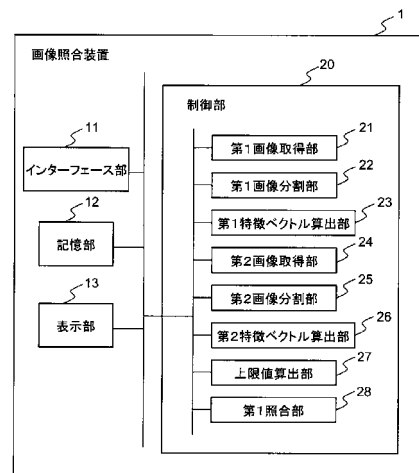 1
画像照合装置
20
制御部
11
インターフェース部
12
記憶部
13
表示部
21
第1画像取得部
22
第1画像分割部
23
第1特徴ベクトル算出部
24
第2画像取得部
25
第2画像分割部
26
第2特徴ベクトル算出部
27
上限値算出部
28
第1照合部